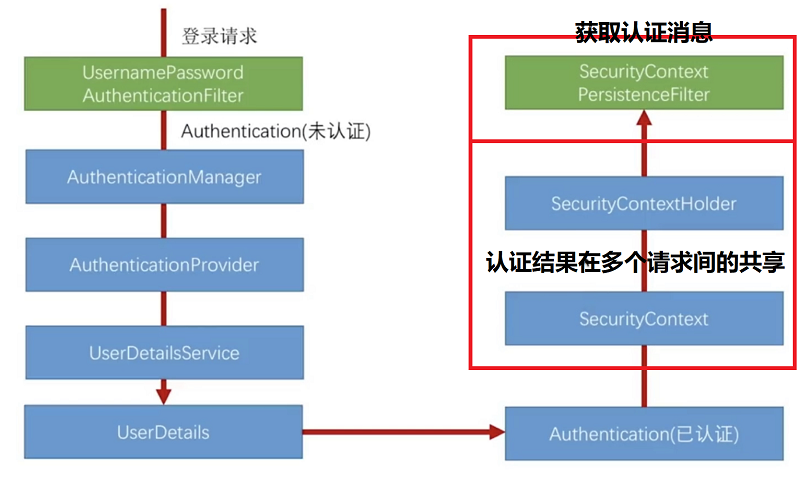 登录请求
UsernamePassword
AuthenticationFilter
Authentication(未认证)
AuthenticationManager
AuthenticationProvider
UserDetailsService
UserDetails
获取认证消息
SecurityContext
PersistenceFilter
SecurityContextHolder
认证结果在多个请求间的共享
SecurityContext
Authentication(已认证)